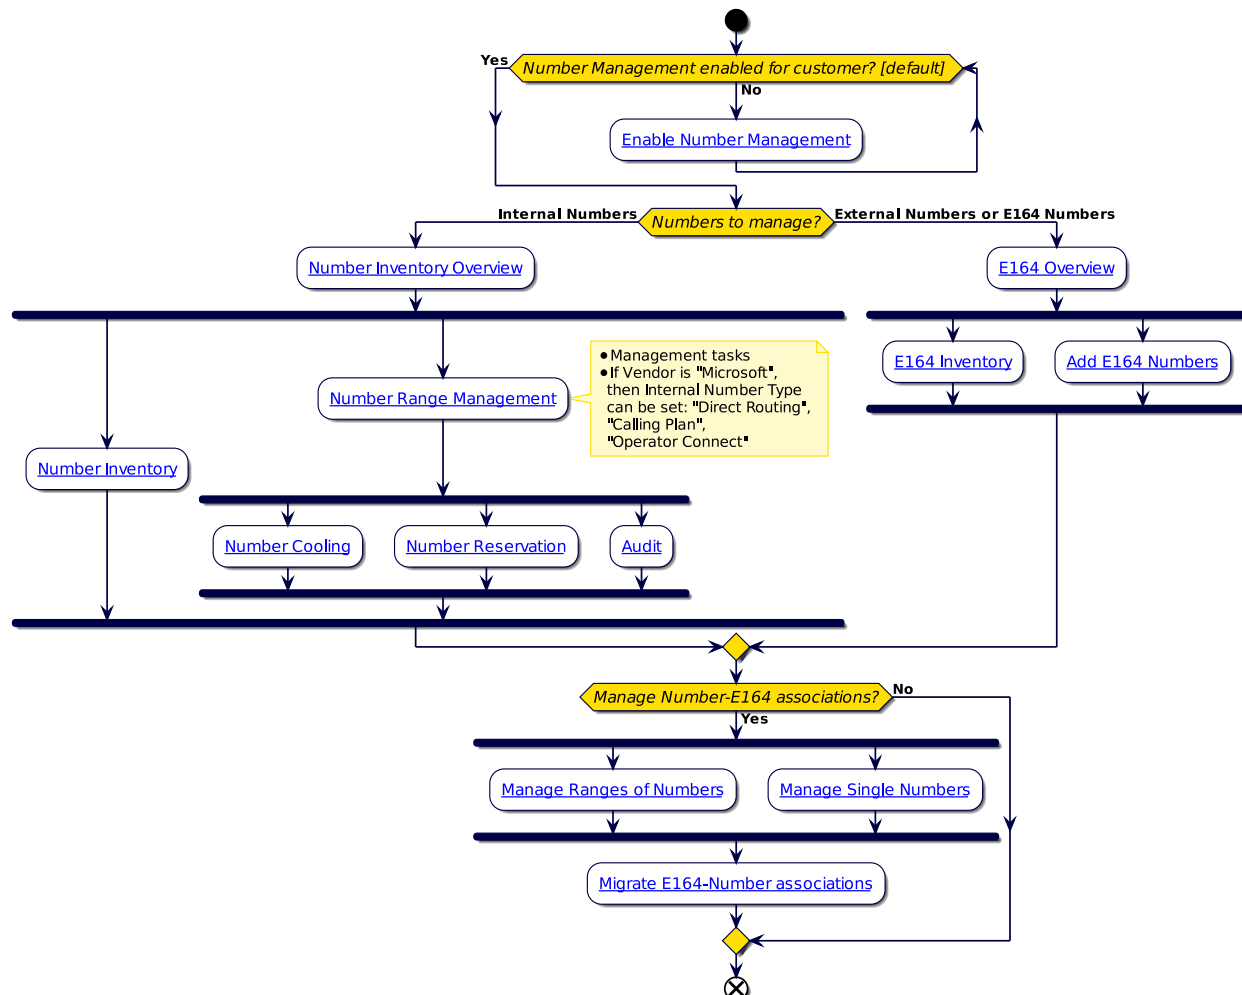 Yes
Number Management enabled for customer? [default]
No
Enable Number Management
Internal Numbers
Numbers to manage?
External Numbers or E164 Numbers
Number Inventory Overview
E164 Overview
• Management tasks
• If Vendor is "Microsoft",
then Internal Number Type
can be set: "Direct Routing",
"Calling Plan",
"Operator Connect"
E164 Inventory
Add E164 Numbers
Number Range Management
Number Inventory
Number Cooling
Number Reservation
Audit
Manage Number-E164 associations?
No
Yes
Manage Ranges of Numbers
Manage Single Numbers
Migrate E164-Number associations